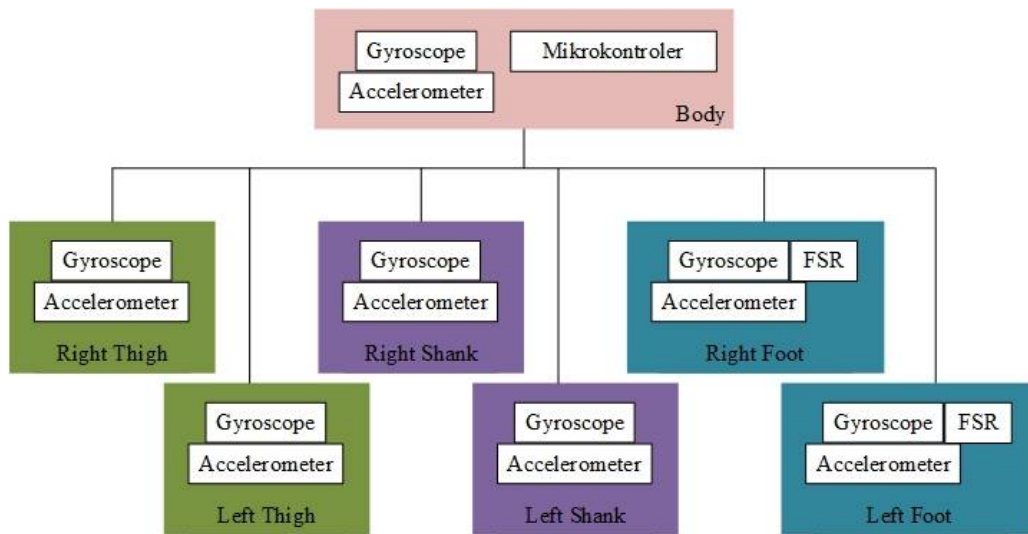 Gyroscope
Mikrokontroler
Accelerometer
Body
Gyroscope
Accelerometer
Right Thigh
Gyroscope
Accelerometer
Right Shank
Gyroscope FSR
Accelerometer
Right Foot
Gyroscope
Accelerometer
Left Thigh
Gyroscope
Accelerometer
Left Shank
Gyroscope FSR
Accelerometer
Left Foot